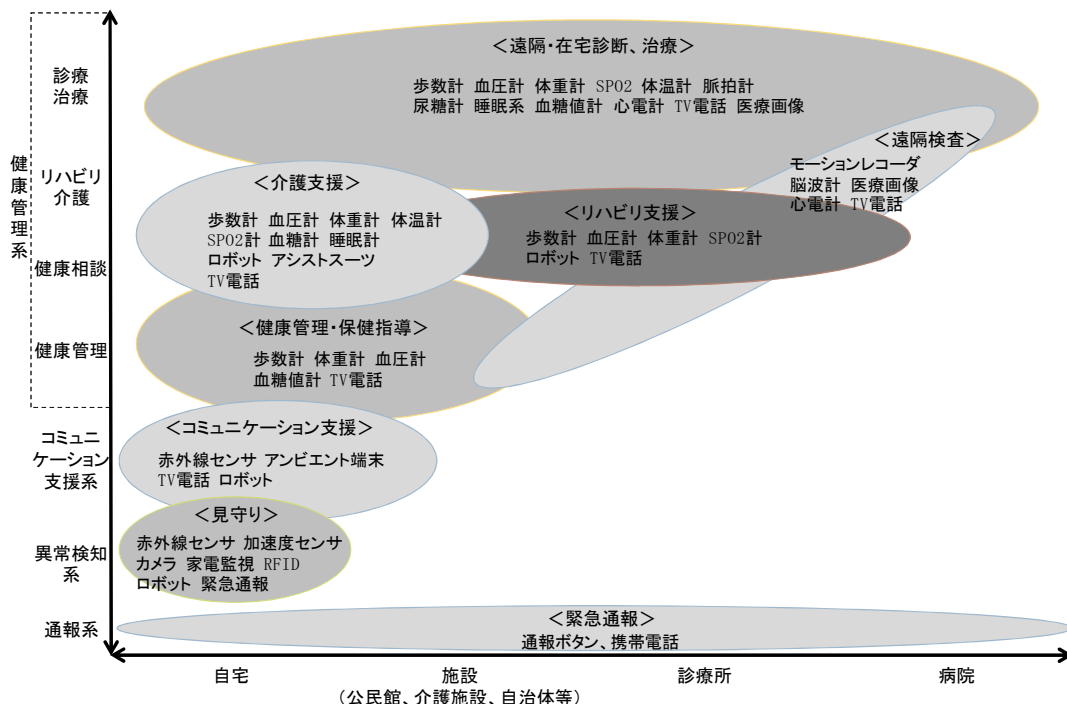 ＜遠隔・在宅診断、治療＞
歩数計 血圧計 体重計 SPO2 体温計 脈拍計
尿糖計 睡眠系 血糖値計 心電計 TV電話 医療画像
＜遠隔検査＞
モーションレコーダ
脳波計 医療画像
心電計 TV電話
＜介護支援＞
歩数計 血圧計 体重計 体温計
SPO2計 血糖計 睡眠計
ロボット アシストスーツ
TV電話
＜リハビリ支援＞
歩数計 血圧計 体重計 SPO2計
ロボット TV電話
＜健康管理・保健指導＞
歩数計 体重計 血圧計
血糖値計 TV電話
＜コミュニケーション支援＞
赤外線センサ アンビエント端末
TV電話 ロボット
＜見守り＞
赤外線センサ 加速度センサ
カメラ 家電監視 RFID
ロボット 緊急通報
＜緊急通報＞
通報ボタン、携帯電話
健康管理系
診療
治療
リハビリ
介護
健康相談
健康管理
コミュニ
ケーション
支援系
異常検知
系
通報系
自宅
施設
（公民館、介護施設、自治体等）
診療所
病院